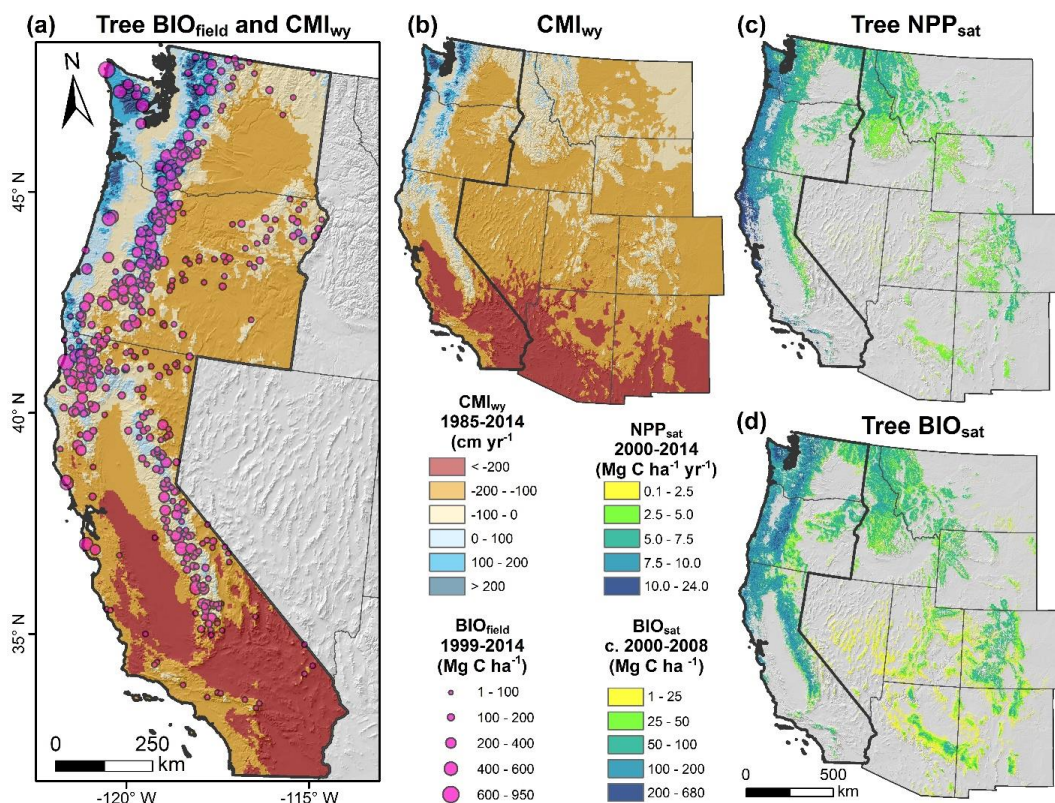 (a) Tree BIOfield and CMIwy
N
45° N
40° N
35° N
0 250
km
-120° W -115° W
(b) CMIwy
CMIwy
1985-2014
(cm yr⁻¹)
< -200
-200 - -100
-100 - 0
0 - 100
100 - 200
> 200
NPPsat
2000-2014
(Mg C ha⁻¹ yr⁻¹)
0.1 - 2.5
2.5 - 5.0
5.0 - 7.5
7.5 - 10.0
10.0 - 24.0
BIOfield
1999-2014
(Mg C ha⁻¹)
1 - 100
100 - 200
200 - 400
400 - 600
600 - 950
BIOsat
c. 2000-2008
(Mg C ha⁻¹)
1 - 25
25 - 50
50 - 100
100 - 200
200 - 680
(c) Tree NPPsat
(d) Tree BIOsat
0 500
km